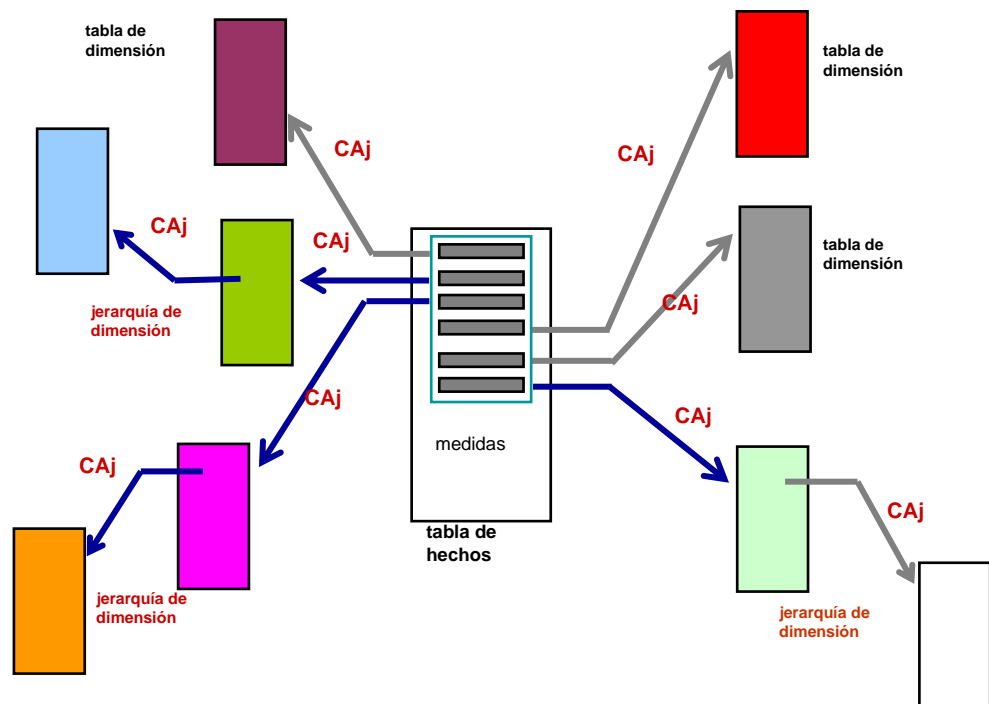 tabla de
dimensión
tabla de
dimensión
CAj
CAj
CAj
CAj
tabla de
dimensión
jerarquía de
dimensión
CAj
CAj
CAj
medidas
CAj
tabla de
hechos
CAj
jerarquía de
dimensión
jerarquía de
dimensión